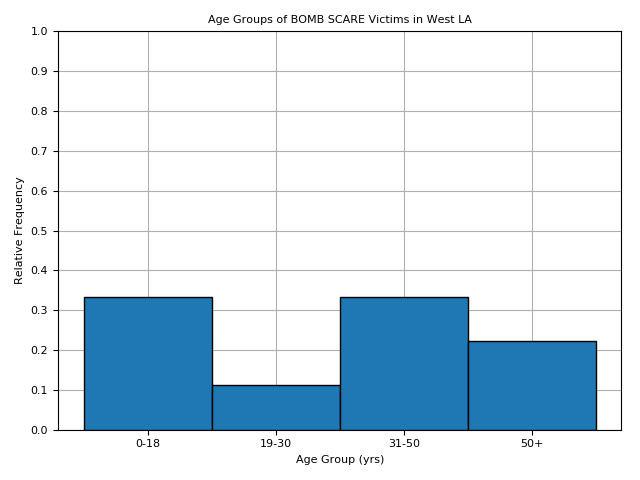 Age Groups of BOMB SCARE Victims in West LA
1.0
0.9
0.8
0.7
0.6
0.5
0.4
0.3
0.2
0.1
0.0
Relative Frequency
0-18 19-30 31-50 50+
Age Group (yrs)